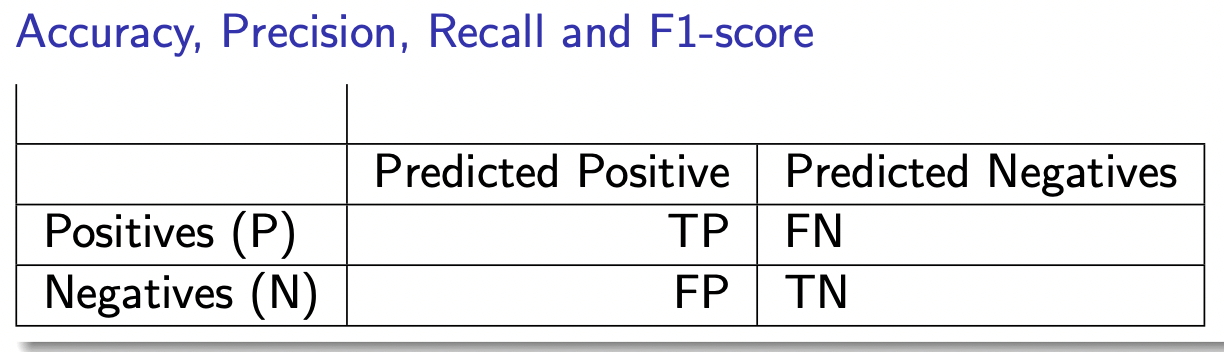 Accuracy, Precision, Recall and F1-score
Predicted Positive Predicted Negatives
Positives (P) TP FN
Negatives (N) FP TN